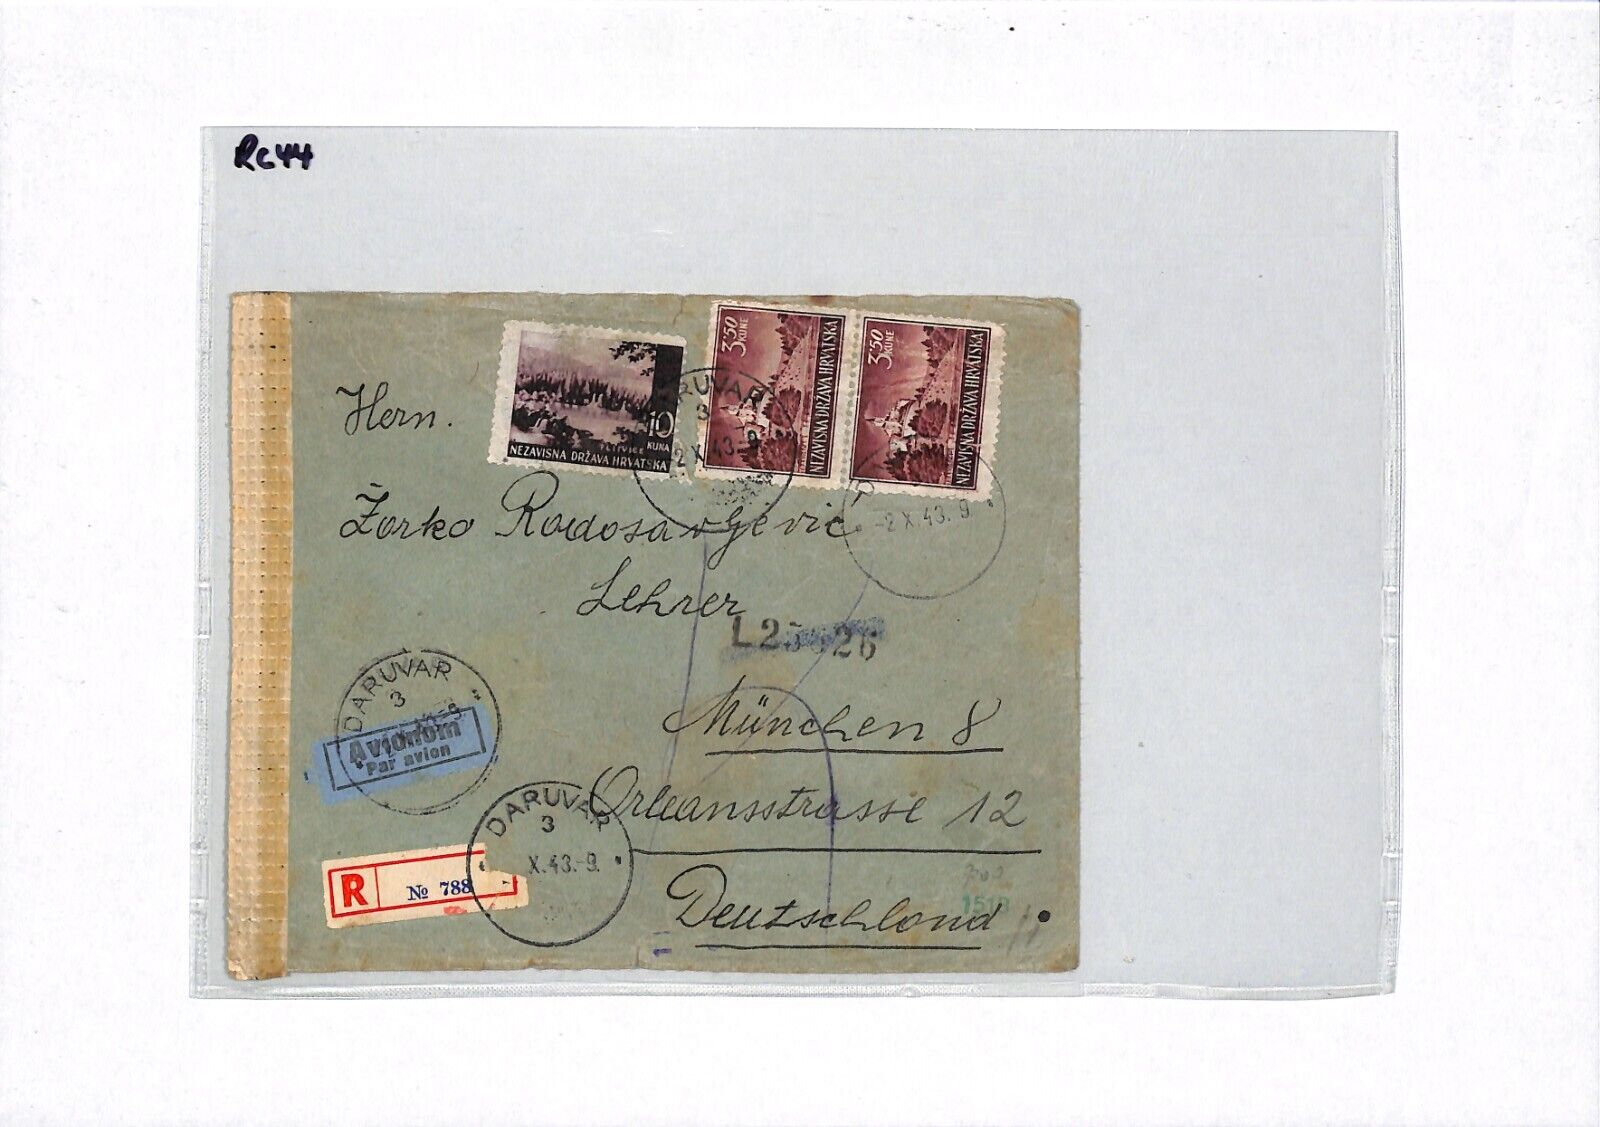 Rc44
10
KUNA
PLITVICE
NEZAVISNA DRŽAVA HRVATSKA
3'50
KUNE
NEZAVISNA DRŽAVA HRVATSKA
3'50
KUNE
NEZAVISNA DRŽAVA HRVATSKA
DARUVAR
3
-2 X 43.-9.
-2 X.43. 9.
Hern.
Žarko Radosavljević
Lehrer
München 8
Orleansstrasse 12
Deutschland
DARUVAR
3
Avionom
Par avion
DARUVAR
3
X.43.-9.
R
№ 788